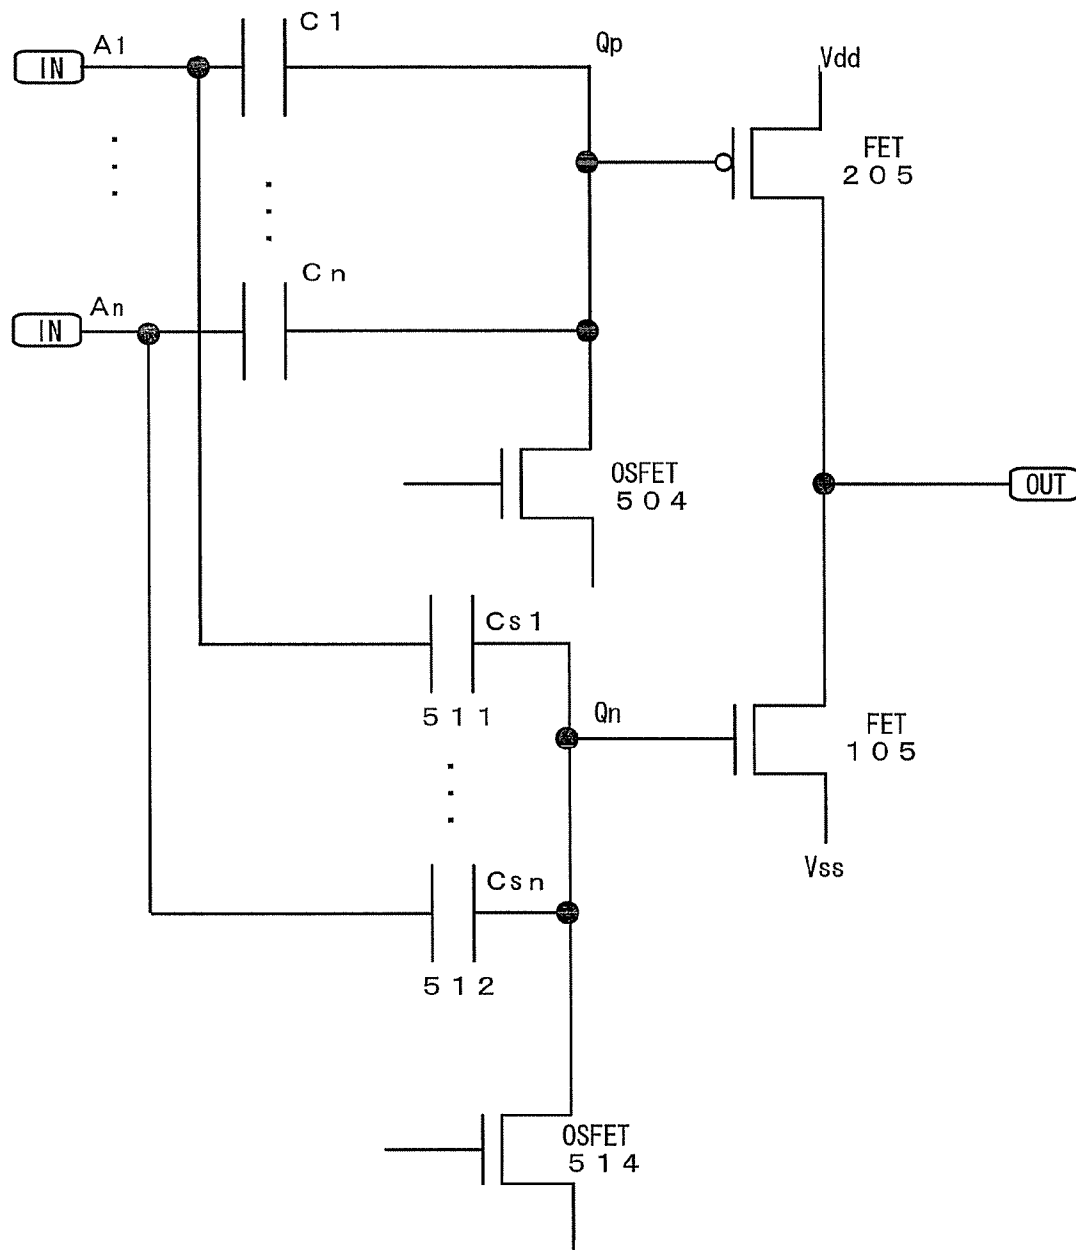 C1
A1
Qp
IN
Vdd
FET
205
Cn
An
IN
OSFET
504
OUT
Cs1
511
Qn
FET
105
Vss
Csn
512
OSFET
514